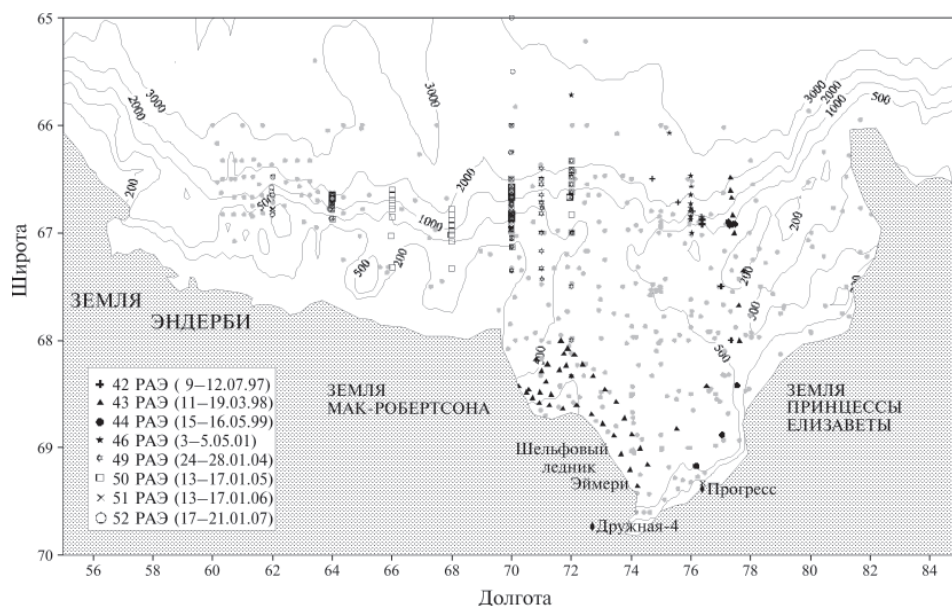 65
66
67
68
69
70
Широта
56
58
60
62
64
66
68
70
72
74
76
78
80
82
84
Долгота
3000
2000
200
500
3000
2000
1000
500
200
3000
2000
1000
500
200
200
500
500
ЗЕМЛЯ
ЭНДЕРБИ
ЗЕМЛЯ
МАК-РОБЕРТСОНА
ЗЕМЛЯ
ПРИНЦЕССЫ
ЕЛИЗАВЕТЫ
Шельфовый
ледник
Эймери
Прогресс
Дружная-4
42 РАЭ ( 9–12.07.97)
43 РАЭ (11–19.03.98)
44 РАЭ (15–16.05.99)
46 РАЭ (3–5.05.01)
49 РАЭ (24–28.01.04)
50 РАЭ (13–17.01.05)
51 РАЭ (13–17.01.06)
52 РАЭ (17–21.01.07)